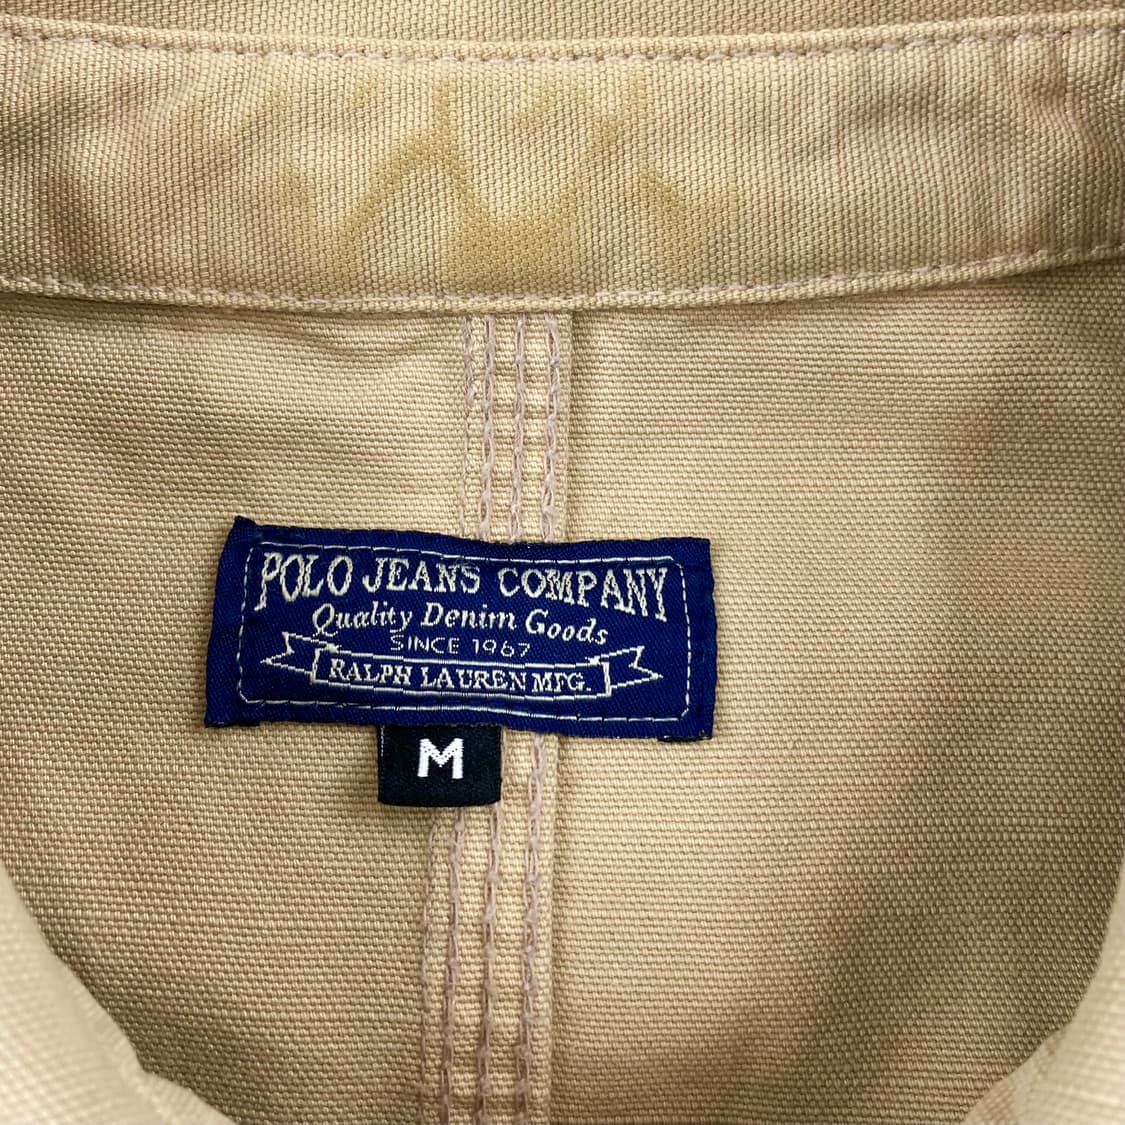 POLO JEANS COMPANY
Quality Denim Goods
SINCE 1967
RALPH LAUREN MFG.
M